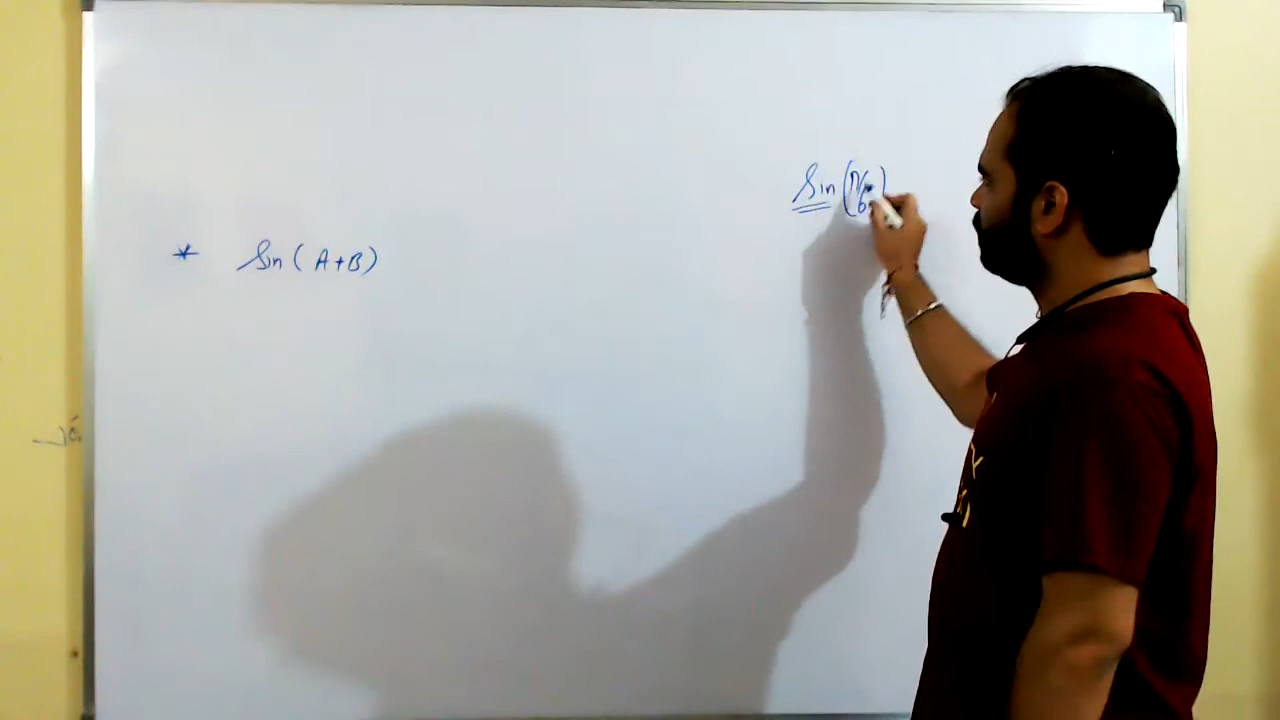 Sin (π/6)
* Sin ( A+B)